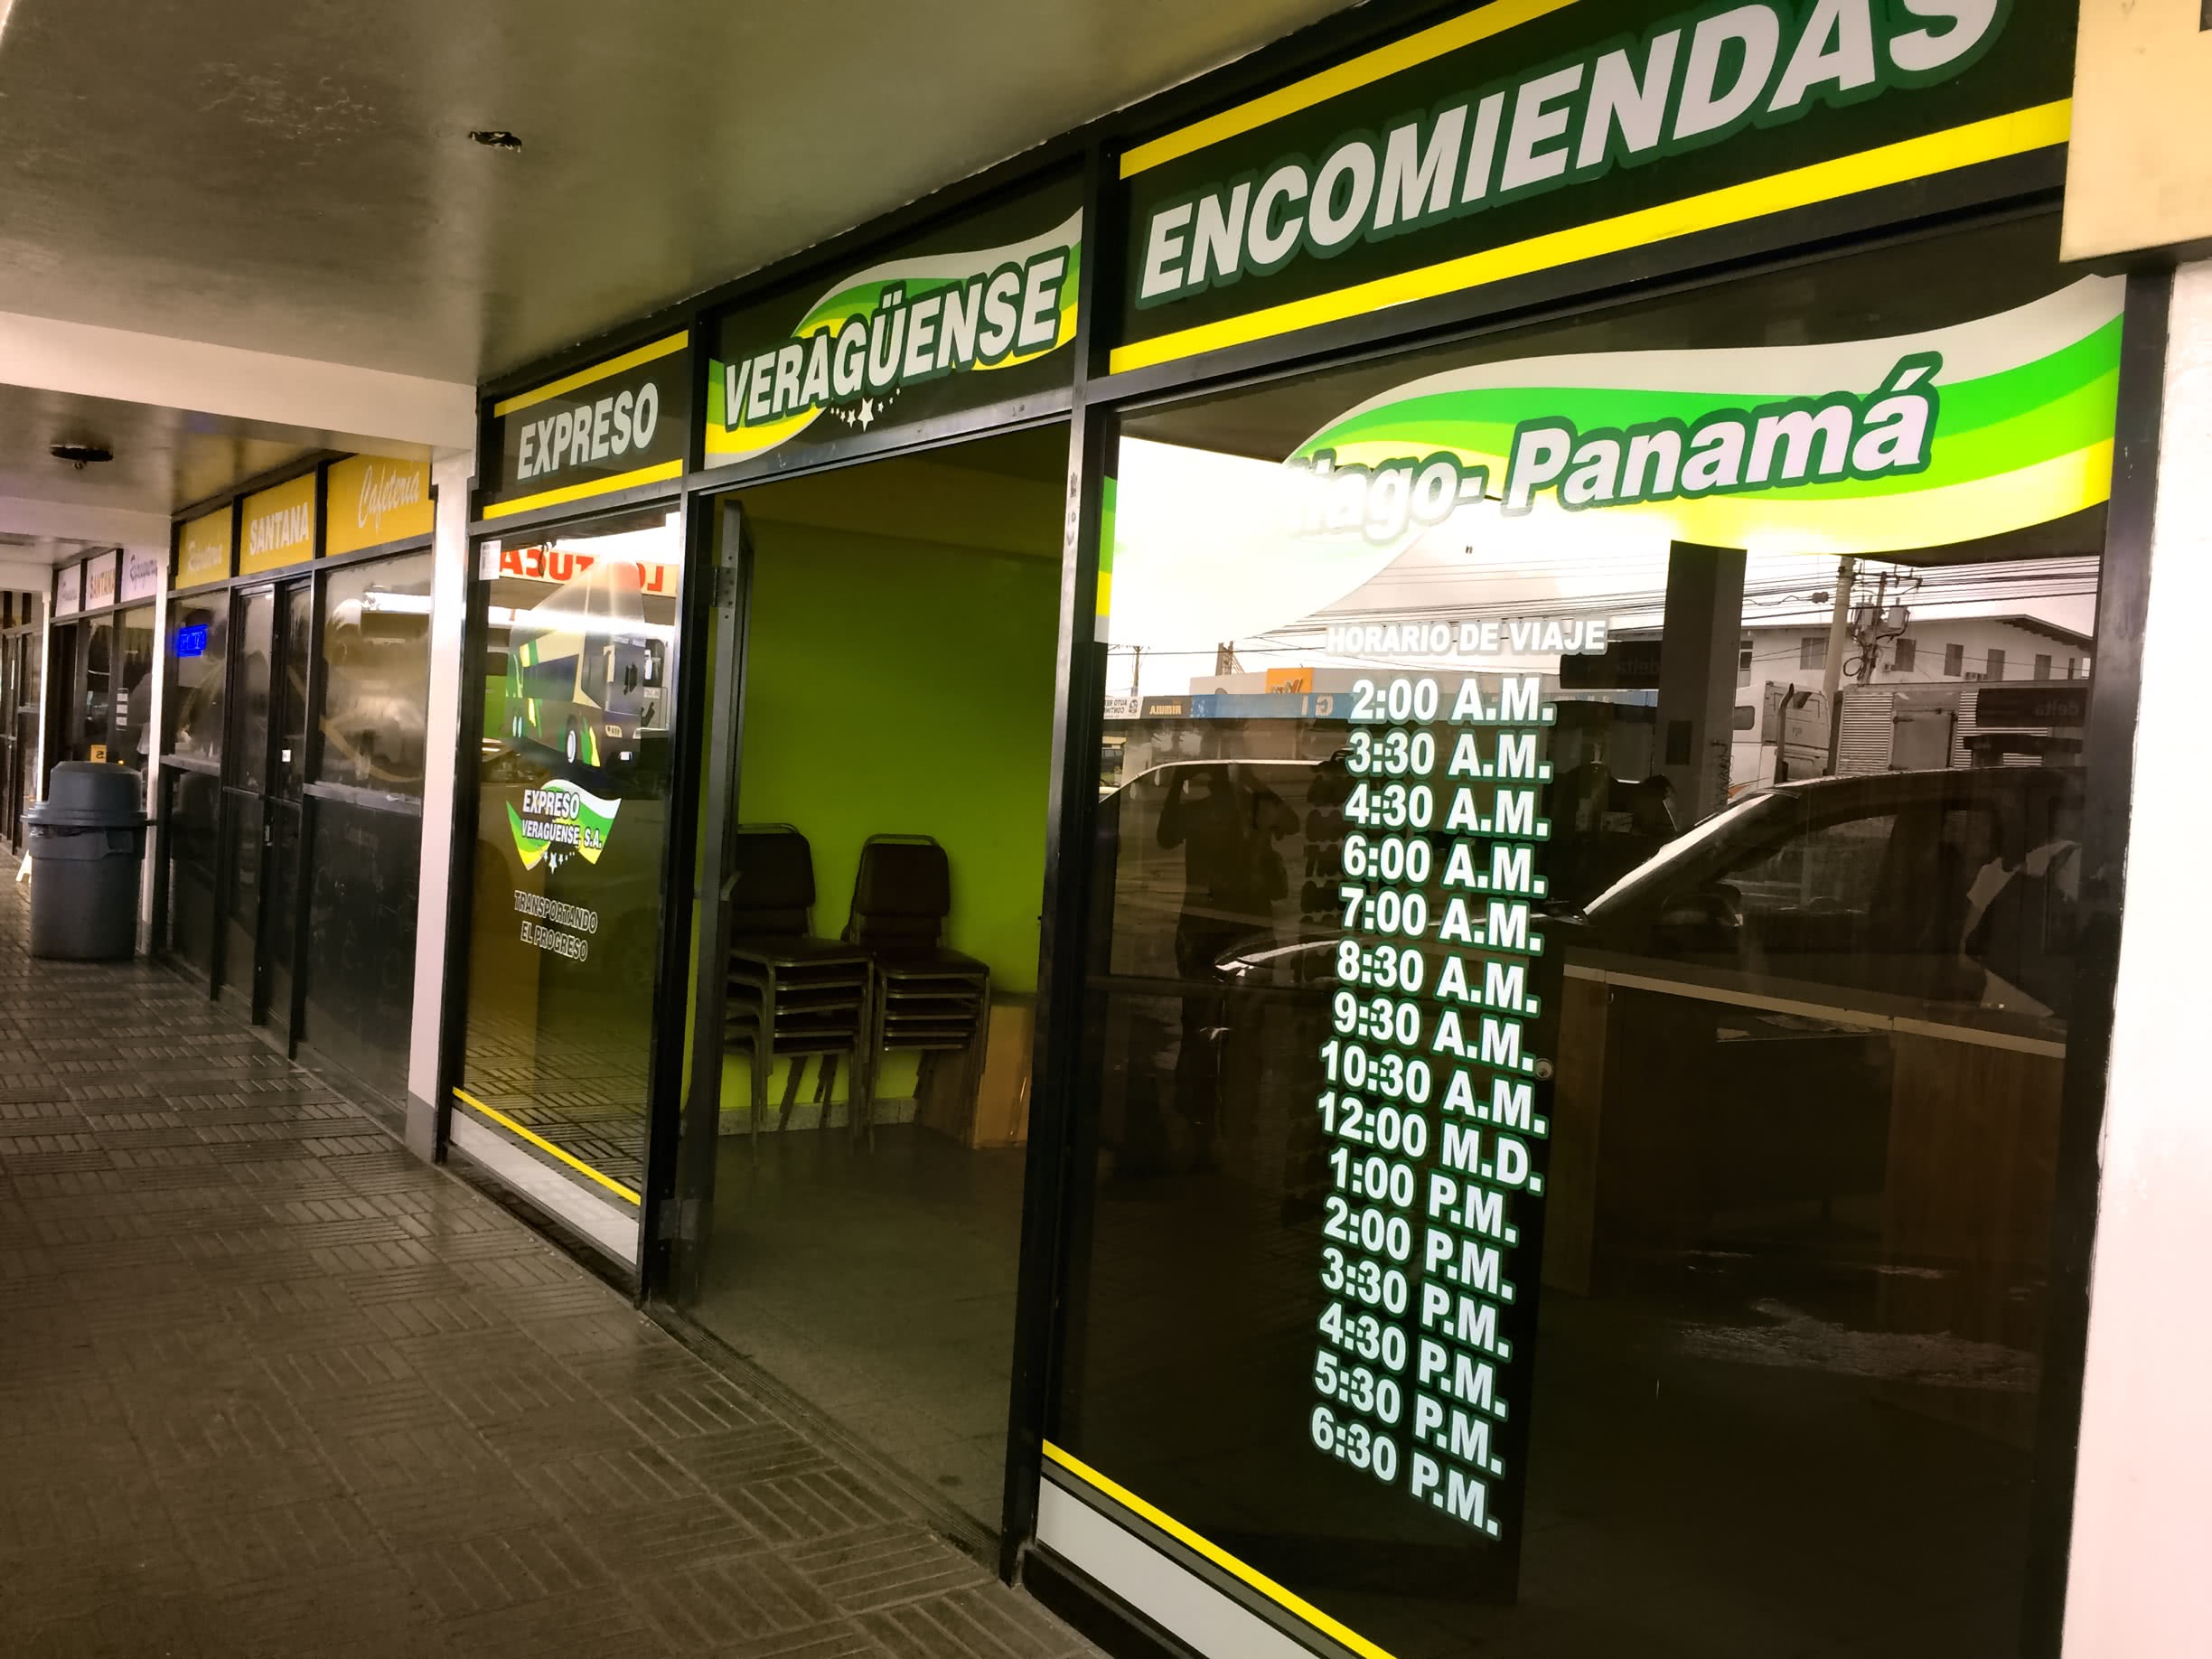 ENCOMIENDAS
EXPRESO
VERAGÜENSE
iago- Panamá
HORARIO DE VIAJE
2:00 A.M.
3:30 A.M.
4:30 A.M.
6:00 A.M.
7:00 A.M.
8:30 A.M.
9:30 A.M.
10:30 A.M.
12:00 M.D.
1:00 P.M.
2:00 P.M.
3:30 P.M.
4:30 P.M.
5:30 P.M.
6:30 P.M.
EXPRESO
VERAGÜENSE, S.A.
TRANSPORTANDO
EL PROGRESO
SANTANA
Cafetería
SANTANA